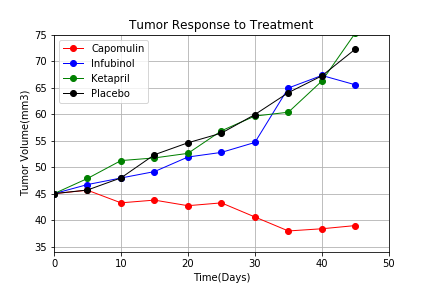 Tumor Response to Treatment
Capomulin
Infubinol
Ketapril
Placebo
Tumor Volume(mm3)
75
70
65
60
55
50
45
40
35
0 10 20 30 40 50
Time(Days)